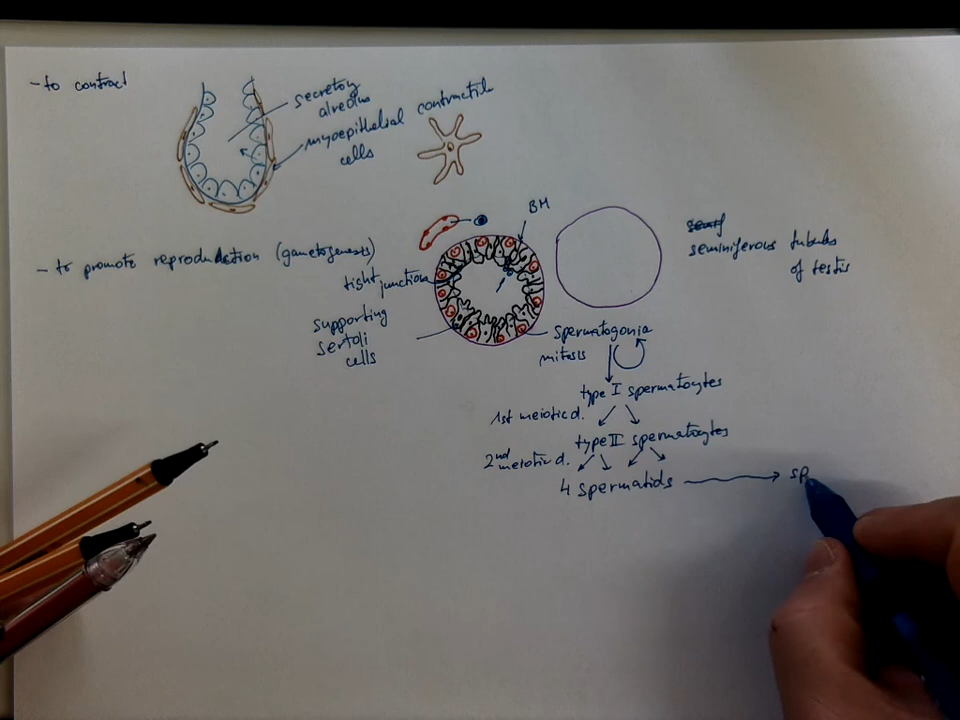 - to contract
secretory
alveolus
myoepithelial contractile
cells
BM
- to promote reproduction (gametogenesis)
tight junction
seminiferous tubules
of testis
supporting
sertoli
cells
spermatogonia
mitosis
type I spermatocytes
1st meiotic d.
type II spermatocytes
2nd meiotic d.
4 spermatids
sp